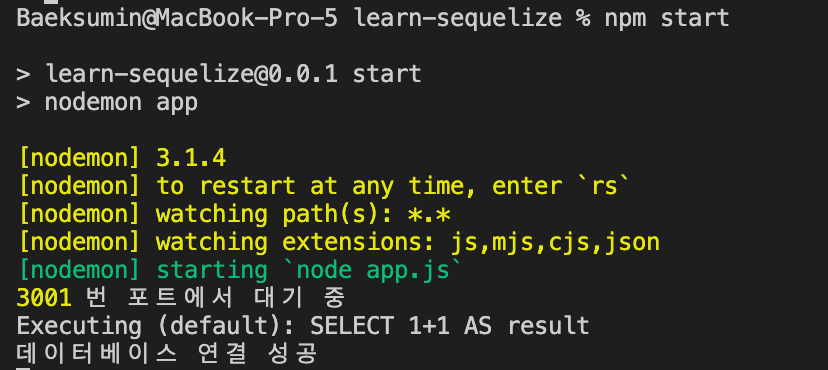 Baeksumin@MacBook-Pro-5 learn-sequelize % npm start
> learn-sequelize@0.0.1 start
> nodemon app
[nodemon] 3.1.4
[nodemon] to restart at any time, enter `rs`
[nodemon] watching path(s): *.*
[nodemon] watching extensions: js,mjs,cjs,json
[nodemon] starting `node app.js`
3001 번 포트에서 대기 중
Executing (default): SELECT 1+1 AS result
데이터베이스 연결 성공